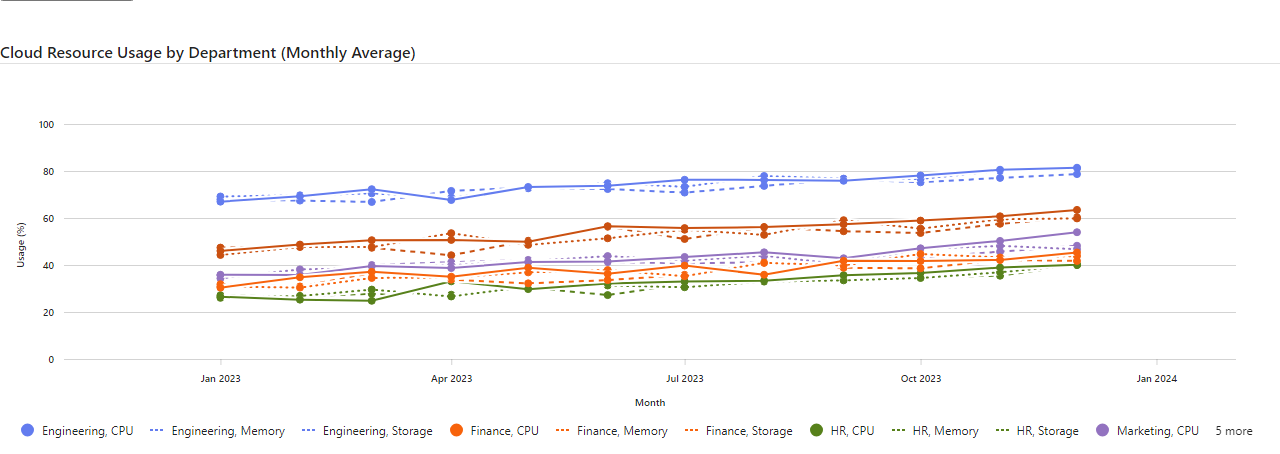 Cloud Resource Usage by Department (Monthly Average)
100
80
60
40
20
0
Usage (%)
Jan 2023 Apr 2023 Jul 2023 Oct 2023 Jan 2024
Month
Engineering, CPU Engineering, Memory Engineering, Storage Finance, CPU Finance, Memory Finance, Storage HR, CPU HR, Memory HR, Storage Marketing, CPU 5 more